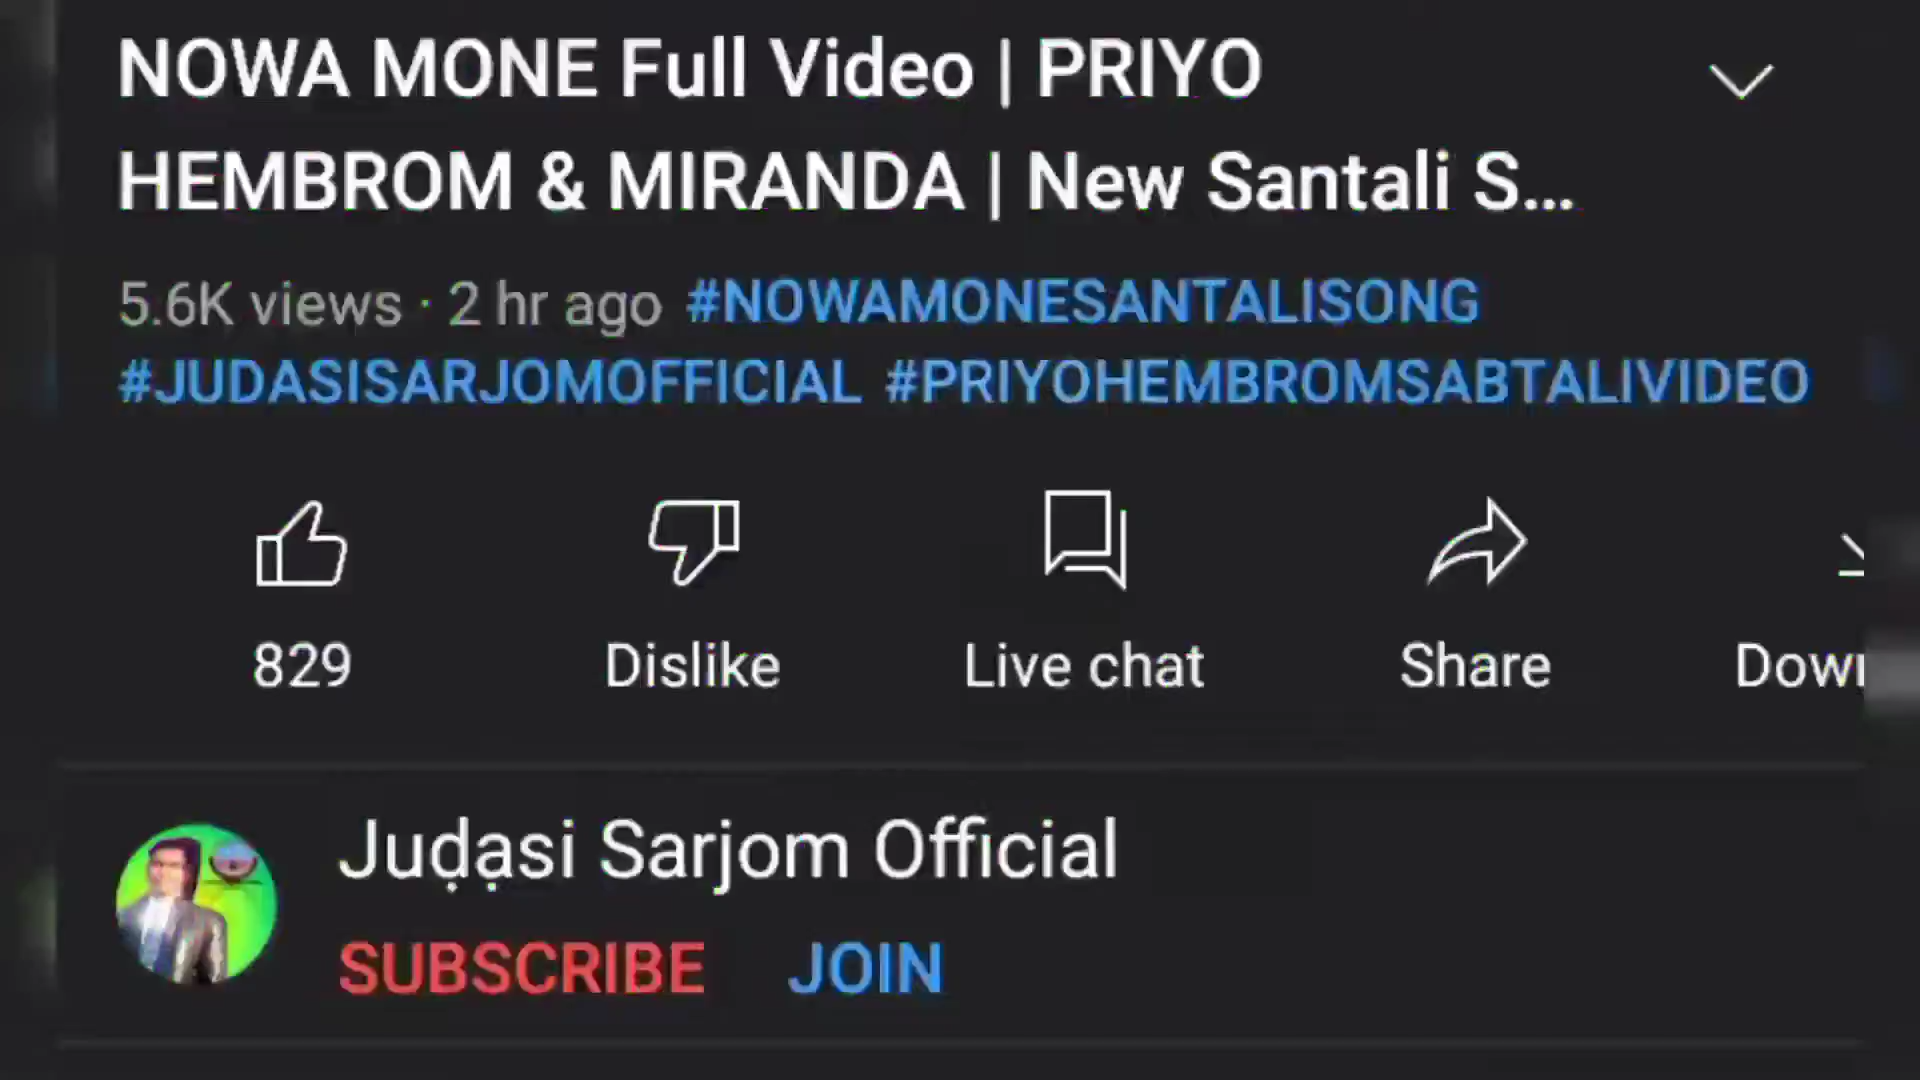 NOWA MONE Full Video | PRIYO
HEMBROM & MIRANDA | New Santali S...
5.6K views · 2 hr ago #NOWAMONESANTALISONG
#JUDASISARJOMOFFICIAL #PRIYOHEMBROMSABTALIVIDEO
829 Dislike Live chat Share
Juḍạsi Sarjom Official
SUBSCRIBE JOIN